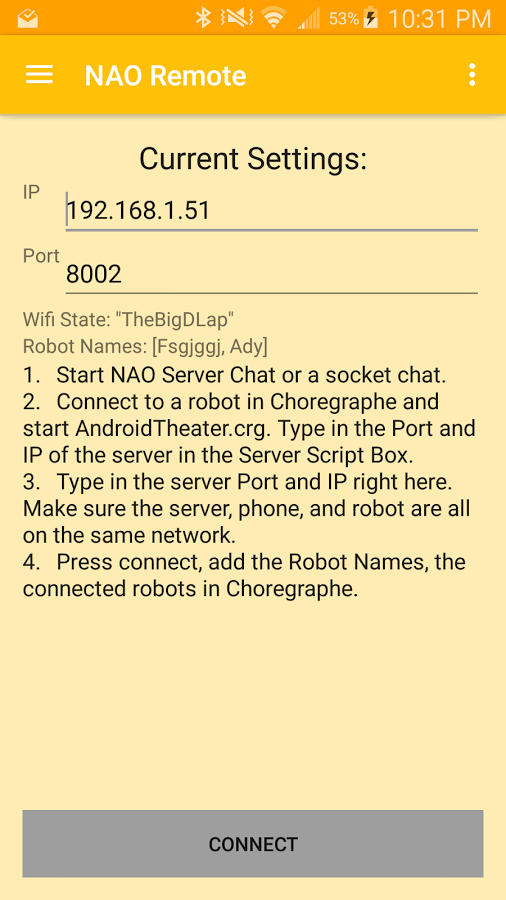 53% 10:31 PM
NAO Remote
Current Settings:
IP
192.168.1.51
Port
8002
Wifi State: "TheBigDLap"
Robot Names: [Fsgjggj, Ady]
1. Start NAO Server Chat or a socket chat.
2. Connect to a robot in Choregraphe and
start AndroidTheater.crg. Type in the Port and
IP of the server in the Server Script Box.
3. Type in the server Port and IP right here.
Make sure the server, phone, and robot are all
on the same network.
4. Press connect, add the Robot Names, the
connected robots in Choregraphe.
CONNECT